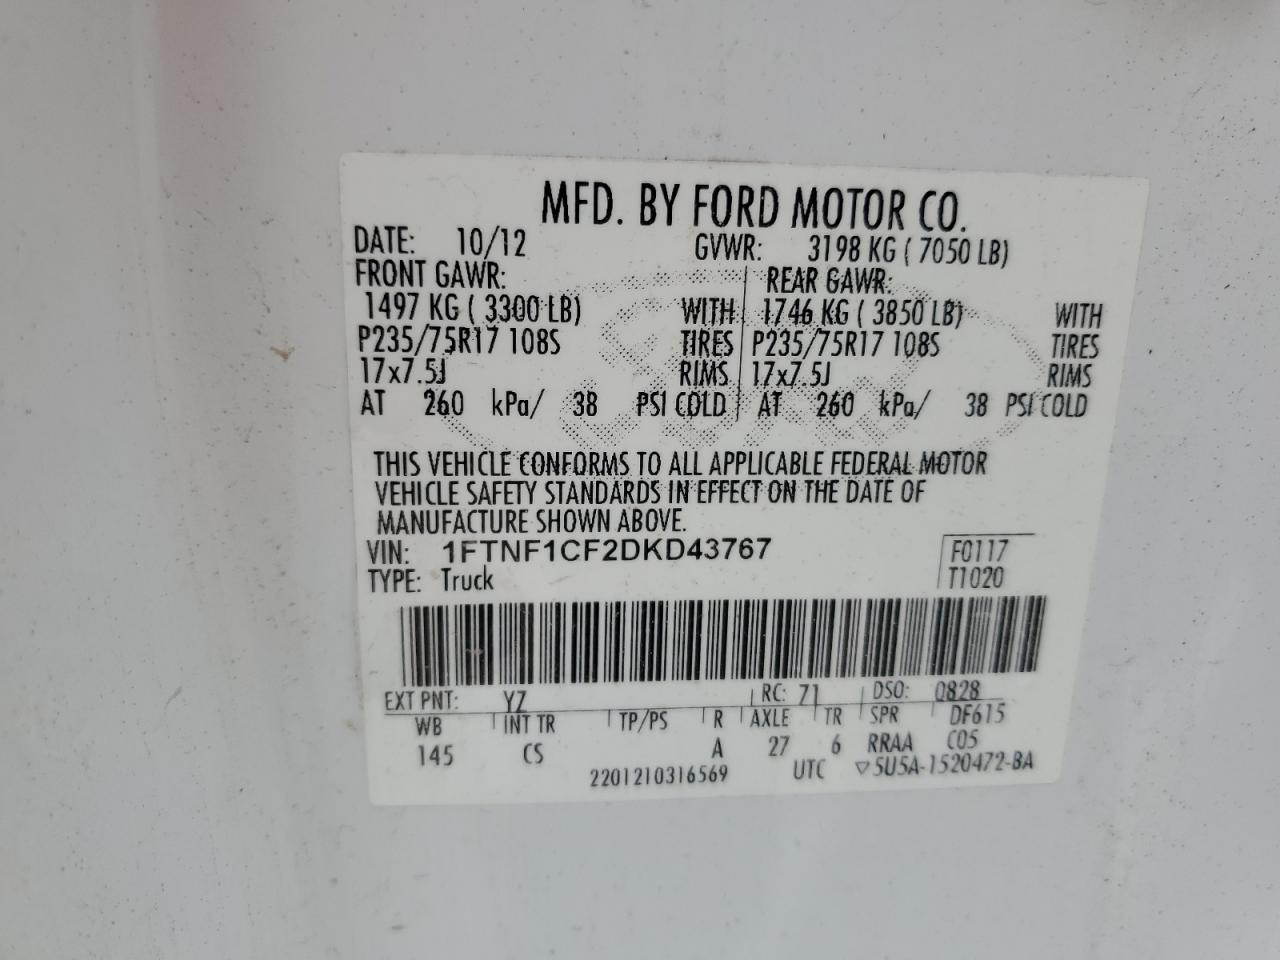 MFD. BY FORD MOTOR CO.
DATE: 10/12 GVWR: 3198 KG ( 7050 LB)
FRONT GAWR: REAR GAWR:
1497 KG ( 3300 LB) WITH 1746 KG ( 3850 LB) WITH
P235/75R17 108S TIRES P235/75R17 108S TIRES
17x7.5J RIMS 17x7.5J RIMS
AT 260 kPa/ 38 PSI COLD AT 260 kPa/ 38 PSI COLD
THIS VEHICLE CONFORMS TO ALL APPLICABLE FEDERAL MOTOR
VEHICLE SAFETY STANDARDS IN EFFECT ON THE DATE OF
MANUFACTURE SHOWN ABOVE.
VIN: 1FTNF1CF2DKD43767 F0117
TYPE: Truck T1020
EXT PNT: YZ RC: 71 DSO: 0828
WB INT TR TP/PS R AXLE TR SPR DF615
145 CS A 27 6 RRAA C05
2201210316569 UTC ▽5U5A-1520472-BA